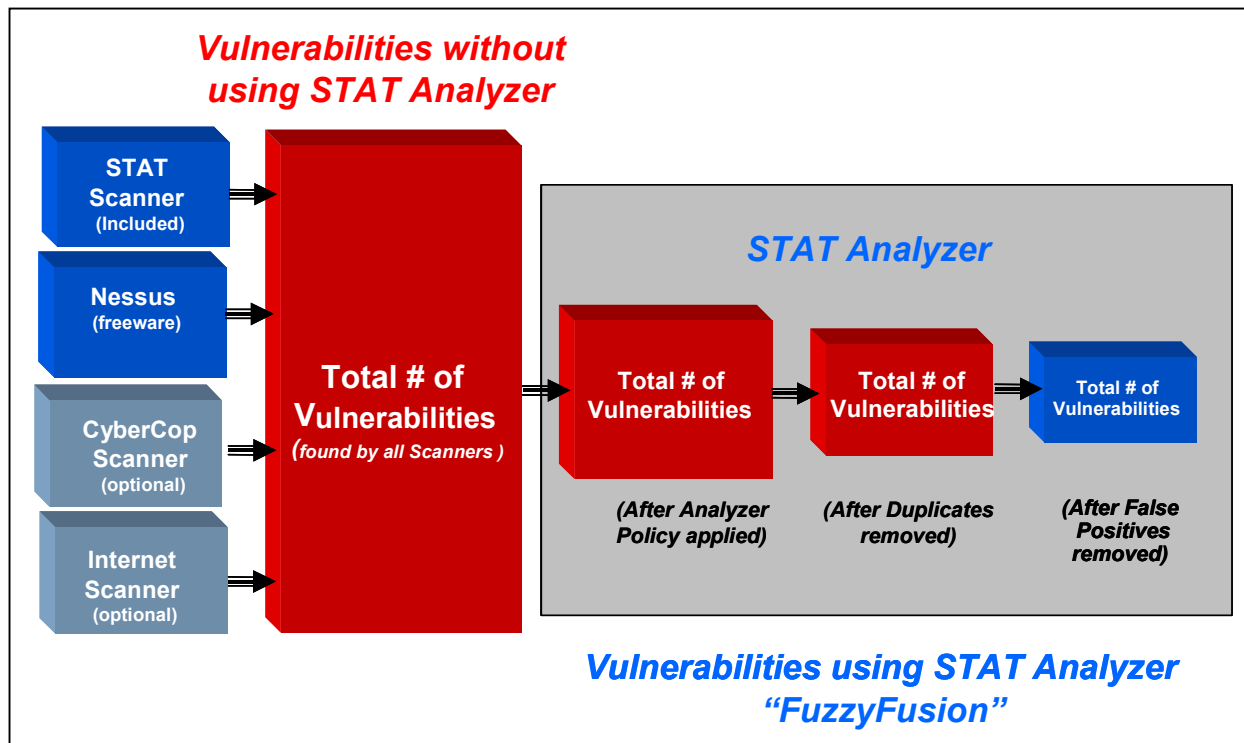 Vulnerabilities without
using STAT Analyzer
STAT
Scanner
(Included)
Nessus
(freeware)
CyberCop
Scanner
(optional)
Internet
Scanner
(optional)
Total # of
Vulnerabilities
(found by all Scanners )
STAT Analyzer
Total # of
Vulnerabilities
(After Analyzer
Policy applied)
Total # of
Vulnerabilities
(After Duplicates
removed)
Total # of
Vulnerabilities
(After False
Positives
removed)
Vulnerabilities using STAT Analyzer
“FuzzyFusion”